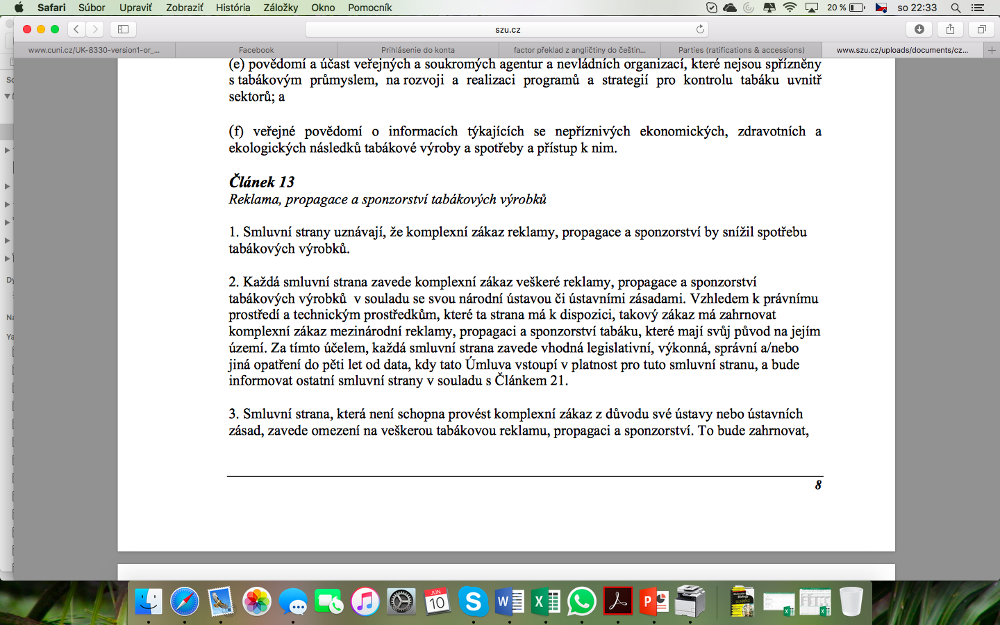 Safari Súbor Upraviť Zobraziť História Záložky Okno Pomocník 20 % so 22:33
szu.cz
www.cuni.cz/UK-8330-version1-or_... Facebook Prihlásenie do konta factor překlad z angličtiny do češtin... Parties (ratifications & accessions) www.szu.cz/uploads/documents/cz...
(e) povědomí a účast veřejných a soukromých agentur a nevládních organizací, které nejsou spřízněny
s tabákovým průmyslem, na rozvoji a realizaci programů a strategií pro kontrolu tabáku uvnitř
sektorů; a
(f) veřejné povědomí o informacích týkajících se nepříznivých ekonomických, zdravotních a
ekologických následků tabákové výroby a spotřeby a přístup k nim.
Článek 13
Reklama, propagace a sponzorství tabákových výrobků
1. Smluvní strany uznávají, že komplexní zákaz reklamy, propagace a sponzorství by snížil spotřebu
tabákových výrobků.
2. Každá smluvní strana zavede komplexní zákaz veškeré reklamy, propagace a sponzorství
tabákových výrobků v souladu se svou národní ústavou či ústavními zásadami. Vzhledem k právnímu
prostředí a technickým prostředkům, které ta strana má k dispozici, takový zákaz má zahrnovat
komplexní zákaz mezinárodní reklamy, propagaci a sponzorství tabáku, které mají svůj původ na jejím
území. Za tímto účelem, každá smluvní strana zavede vhodná legislativní, výkonná, správní a/nebo
jiná opatření do pěti let od data, kdy tato Úmluva vstoupí v platnost pro tuto smluvní stranu, a bude
informovat ostatní smluvní strany v souladu s Článkem 21.
3. Smluvní strana, která není schopna provést komplexní zákaz z důvodu své ústavy nebo ústavních
zásad, zavede omezení na veškerou tabákovou reklamu, propagaci a sponzorství. To bude zahrnovat,
8
JÚN
10